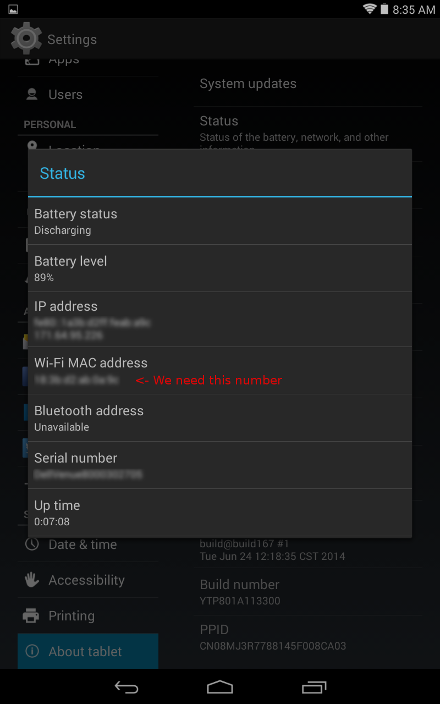 8:35 AM
Settings
Apps
Users
PERSONAL
Location
System updates
Status
Status of the battery, network, and other
information
Status
Battery status
Discharging
Battery level
89%
IP address
Wi-Fi MAC address
<- We need this number
Bluetooth address
Unavailable
Serial number
Up time
0:07:08
Date & time
Accessibility
Printing
About tablet
build@build167 #1
Tue Jun 24 12:18:35 CST 2014
Build number
YTP801A113300
PPID
CN08MJ3R7788145F008CA03